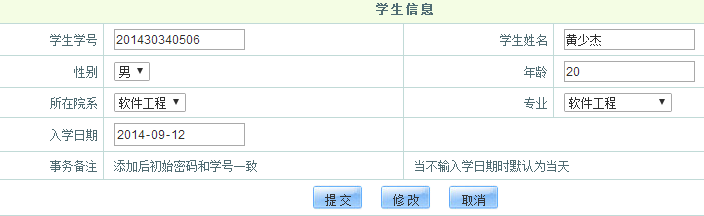 学生信息
学生学号 201430340506 学生姓名 黄少杰
性别 男 年龄 20
所在院系 软件工程 专业 软件工程
入学日期 2014-09-12
事务备注 添加后初始密码和学号一致 当不输入学日期时默认为当天
提交 修改 取消